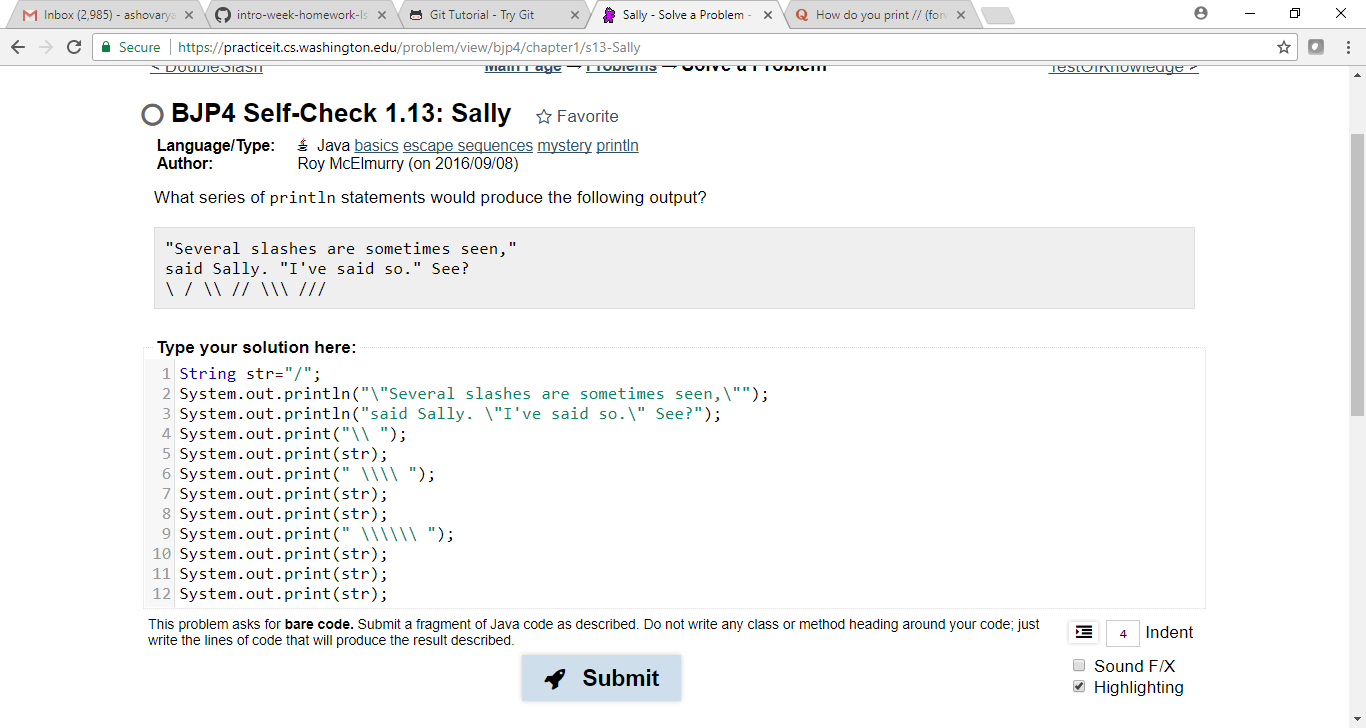 Inbox (2,985) - ashovarya
intro-week-homework-ls
Git Tutorial - Try Git
Sally - Solve a Problem -
How do you print // (for
Secure
https://practiceit.cs.washington.edu/problem/view/bjp4/chapter1/s13-Sally
< DoubleSlash
Main Page → Problems → Solve a Problem
TestOfKnowledge >
BJP4 Self-Check 1.13: Sally
Favorite
Language/Type: Java basics escape sequences mystery println
Author: Roy McElmurry (on 2016/09/08)
What series of println statements would produce the following output?
"Several slashes are sometimes seen,"
said Sally. "I've said so." See?
\ / \\ // \\\ ///
Type your solution here:
1 String str="/";
2 System.out.println("\"Several slashes are sometimes seen,\"");
3 System.out.println("said Sally. \"I've said so.\" See?");
4 System.out.print("\\ ");
5 System.out.print(str);
6 System.out.print(" \\\\ ");
7 System.out.print(str);
8 System.out.print(str);
9 System.out.print(" \\\\\\ ");
10 System.out.print(str);
11 System.out.print(str);
12 System.out.print(str);
This problem asks for bare code. Submit a fragment of Java code as described. Do not write any class or method heading around your code; just
write the lines of code that will produce the result described.
4 Indent
Sound F/X
Highlighting
Submit